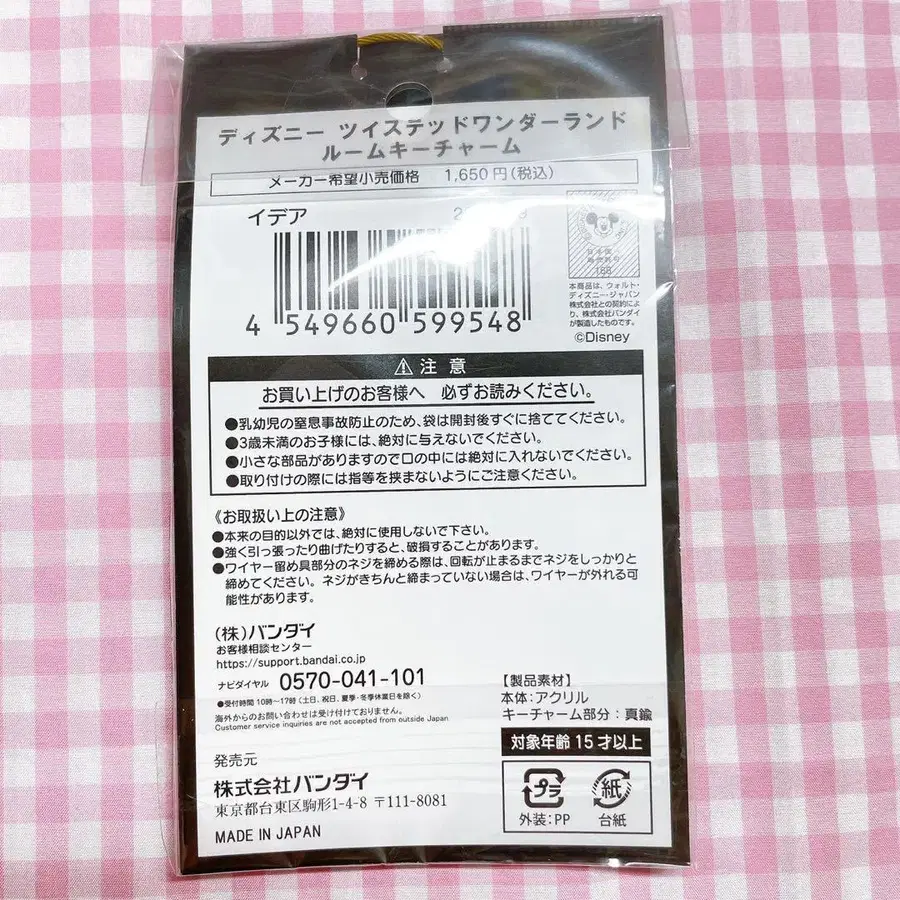 ディズニー ツイステッドワンダーランド
ルームキーチャーム
メーカー希望小売価格 1,650円(税込)
イデア
4 549660 599548
188
本商品は、ウォルト・
ディズニー・ジャパン
株式会社との契約によ
り、株式会社バンダイ
が製造したものです。
©Disney
⚠注 意
お買い上げのお客様へ 必ずお読みください。
●乳幼児の窒息事故防止のため、袋は開封後すぐに捨ててください。
●3歳未満のお子様には、絶対に与えないでください。
●小さな部品がありますので口の中には絶対に入れないでください。
●取り付けの際には指等を挟まないようにご注意ください。
《お取扱い上の注意》
●本来の目的以外では、絶対に使用しないで下さい。
●強く引っ張ったり曲げたりすると、破損することがあります。
●ワイヤー留め具部分のネジを締める際は、回転が止まるまでネジをしっかりと
締めてください。ネジがきちんと締まっていない場合は、ワイヤーが外れる可
能性があります。
(株)バンダイ
お客様相談センター
https://support.bandai.co.jp
ナビダイヤル 0570-041-101
●受付時間 10時〜17時(土日、祝日、夏季・冬季休業日を除く)
海外からのお問い合わせは受け付けておりません。
Customer service inquiries are not accepted from outside Japan
【製品素材】
本体:アクリル
キーチャーム部分:真鍮
対象年齢15才以上
発売元
株式会社バンダイ
東京都台東区駒形1-4-8 〒111-8081
MADE IN JAPAN
プラ
外装:PP
紙
台紙